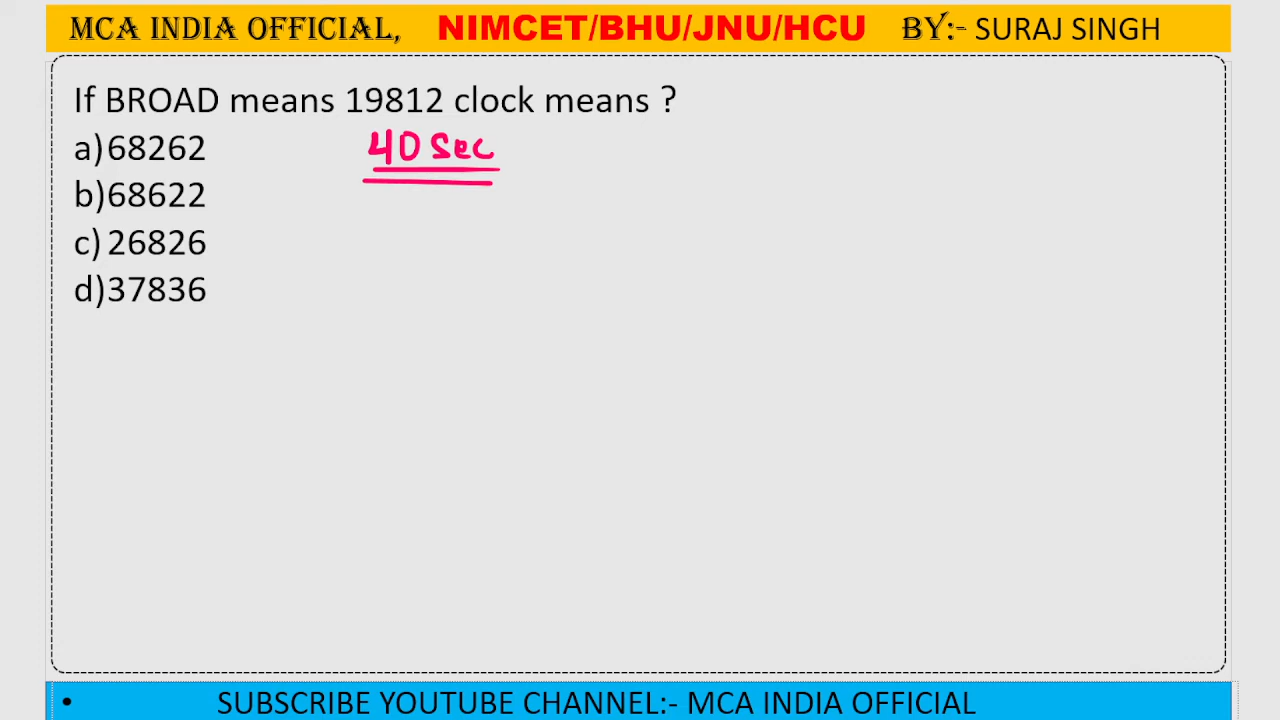 MCA INDIA OFFICIAL, NIMCET/BHU/JNU/HCU BY:- SURAJ SINGH
If BROAD means 19812 clock means ?
a)68262
40 Sec
b)68622
c)26826
d)37836
• SUBSCRIBE YOUTUBE CHANNEL:- MCA INDIA OFFICIAL